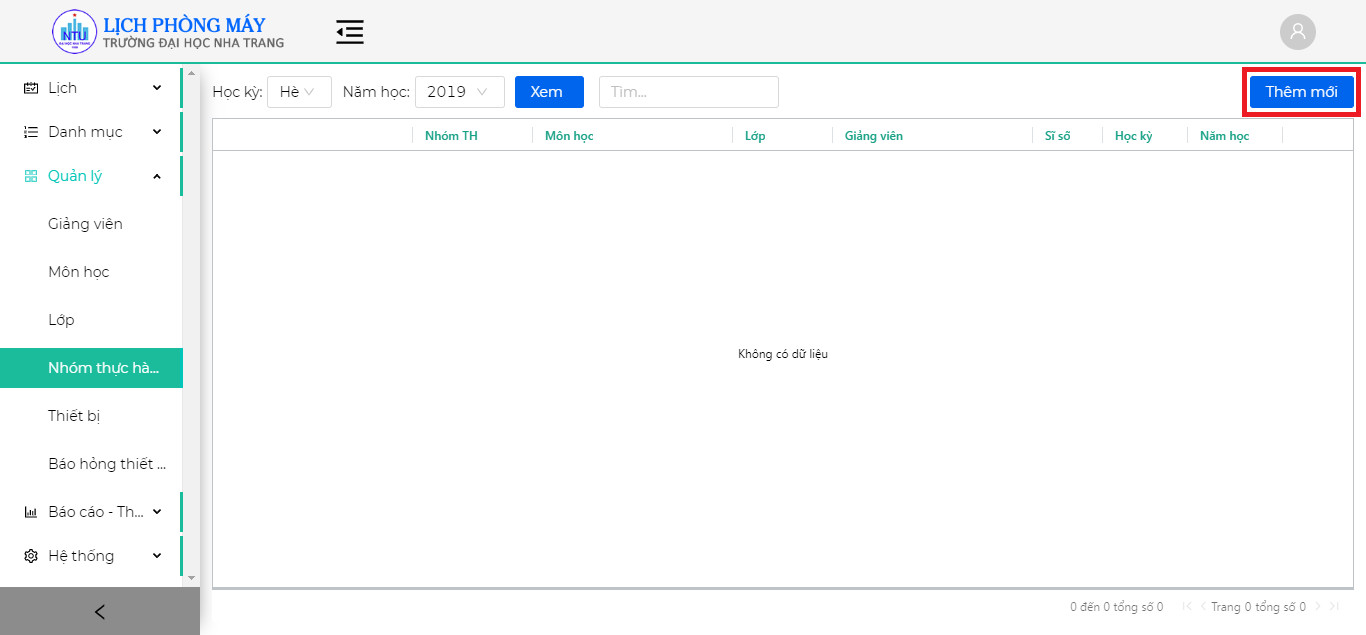 NTU
LỊCH PHÒNG MÁY
TRƯỜNG ĐẠI HỌC NHA TRANG
Lịch
Danh mục
Quản lý
Giảng viên
Môn học
Lớp
Nhóm thực hà...
Thiết bị
Báo hỏng thiết ...
Báo cáo - Th...
Hệ thống
Học kỳ: Hè Năm học: 2019 Xem Tìm... Thêm mới
Nhóm TH Môn học Lớp Giảng viên Sĩ số Học kỳ Năm học
Không có dữ liệu
0 đến 0 tổng số 0 Trang 0 tổng số 0